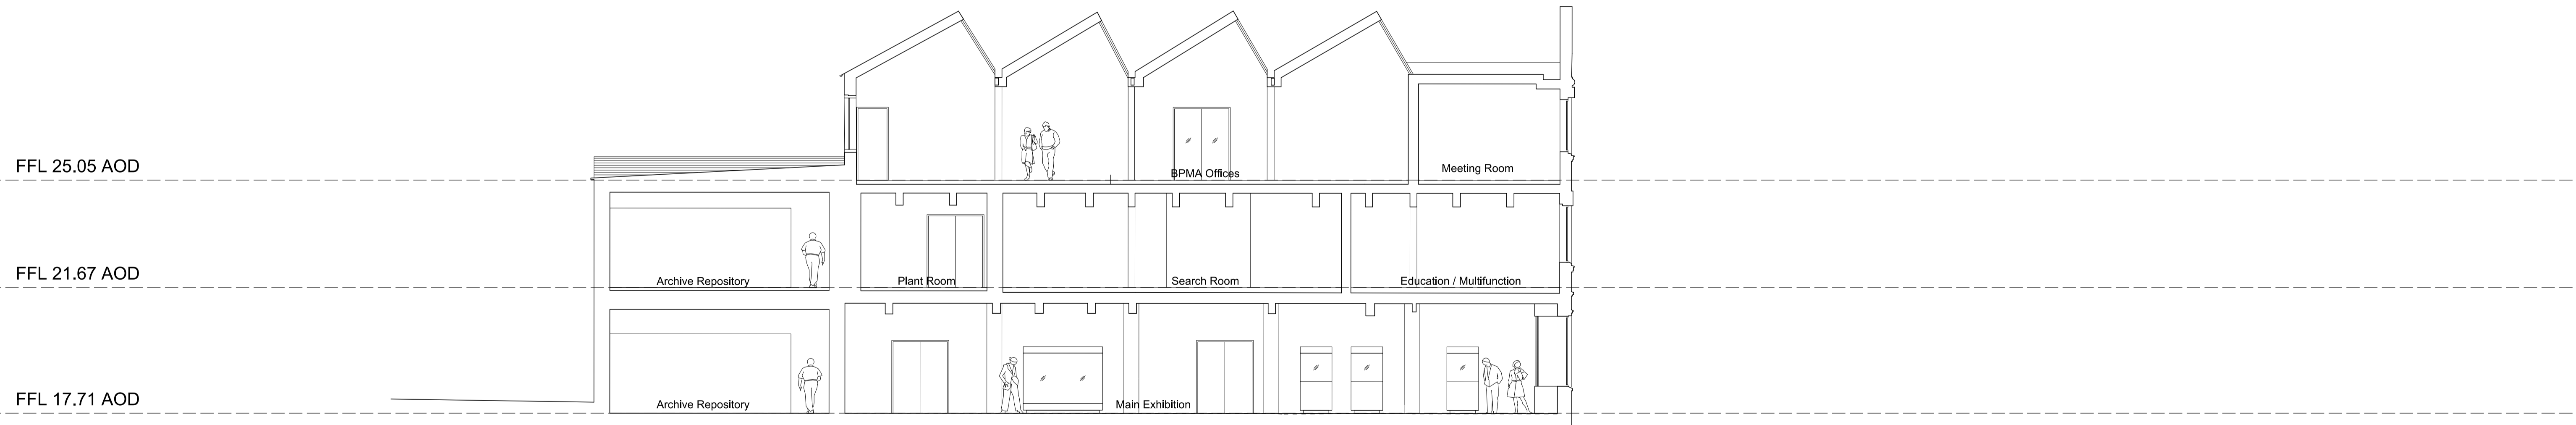 FFL 25.05 AOD
BPMA Offices
Meeting Room
FFL 21.67 AOD
Archive Repository
Plant Room
Search Room
Education / Multifunction
FFL 17.71 AOD
Archive Repository
Main Exhibition